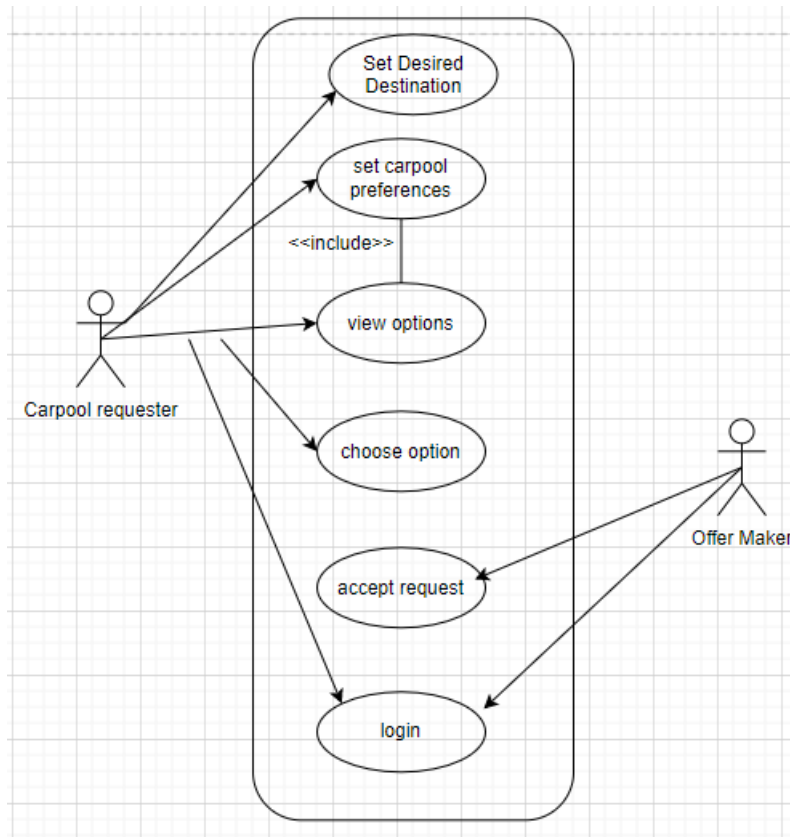 Set Desired
Destination
set carpool
preferences
<<include>>
view options
Carpool requester
choose option
Offer Maker
accept request
login